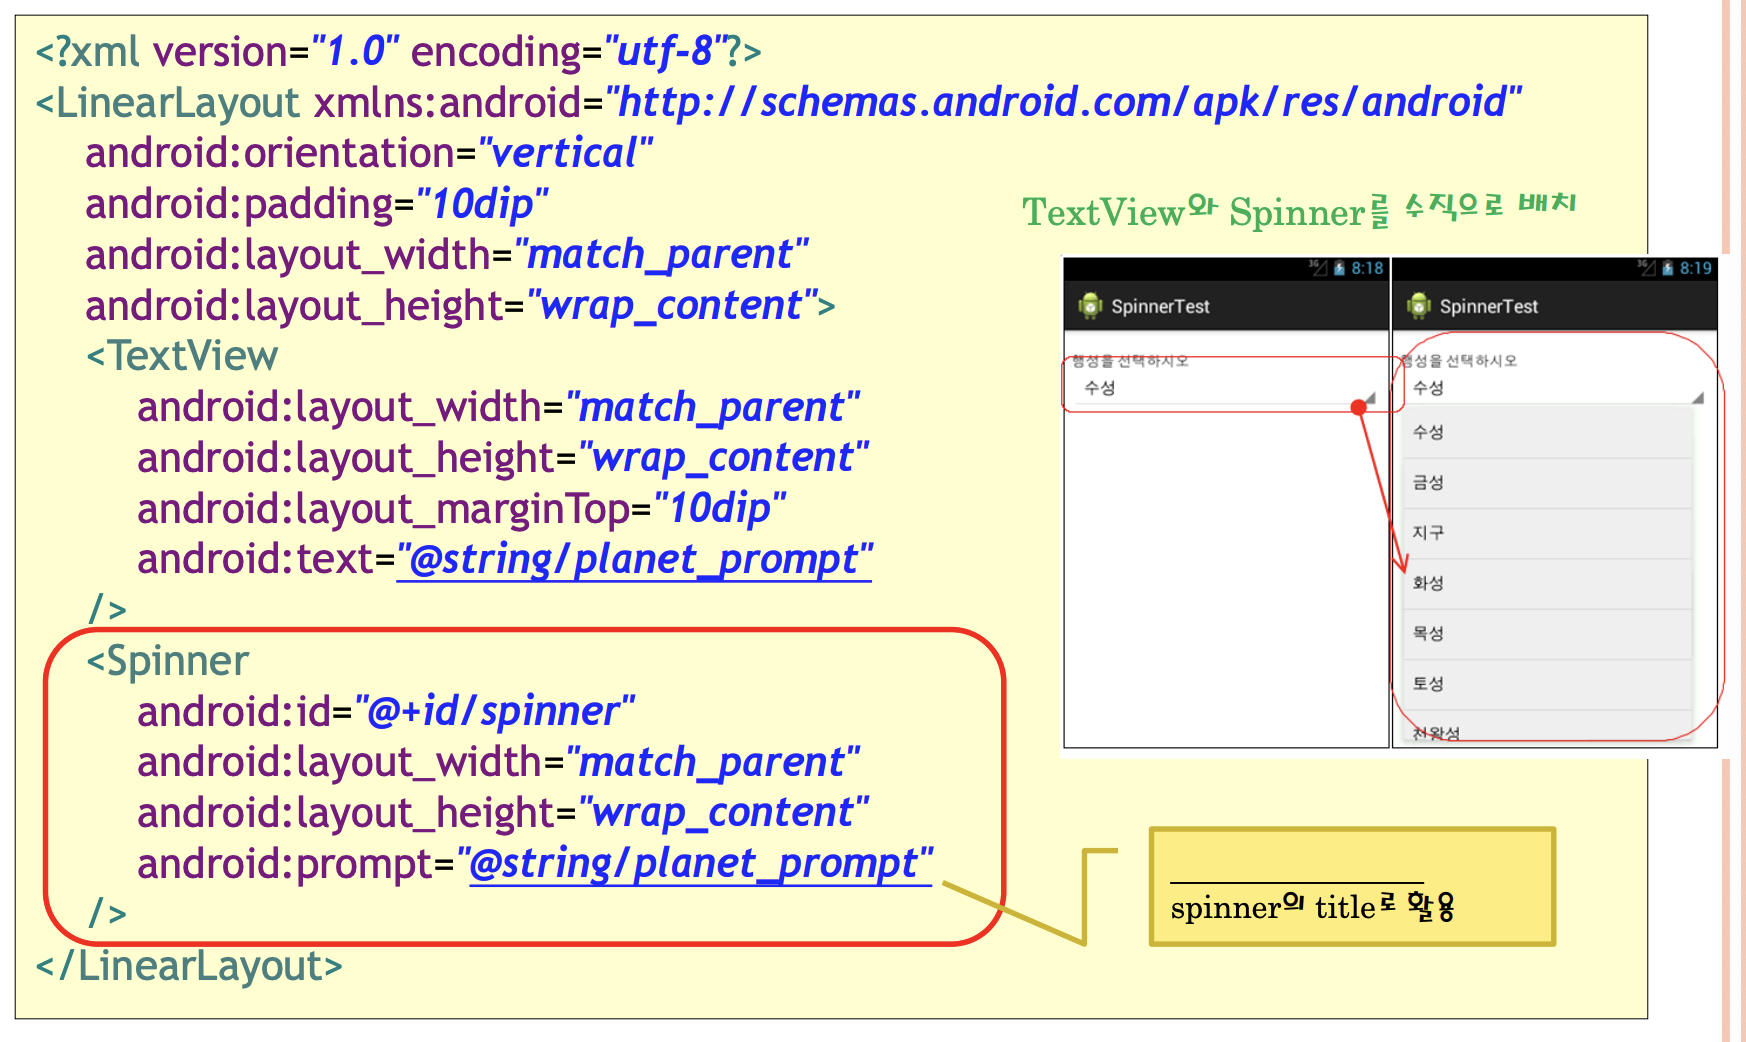 <?xml version="1.0" encoding="utf-8"?>
<LinearLayout xmlns:android="http://schemas.android.com/apk/res/android"
android:orientation="vertical"
android:padding="10dip"
android:layout_width="match_parent"
android:layout_height="wrap_content">
<TextView
android:layout_width="match_parent"
android:layout_height="wrap_content"
android:layout_marginTop="10dip"
android:text="@string/planet_prompt"
/>
<Spinner
android:id="@+id/spinner"
android:layout_width="match_parent"
android:layout_height="wrap_content"
android:prompt="@string/planet_prompt"
/>
</LinearLayout>
TextView와 Spinner를 수직으로 배치
3G 8:18
SpinnerTest
행성을 선택하시오
수성
3G 8:19
SpinnerTest
행성을 선택하시오
수성
수성
금성
지구
화성
목성
토성
천왕성
spinner의 title로 활용